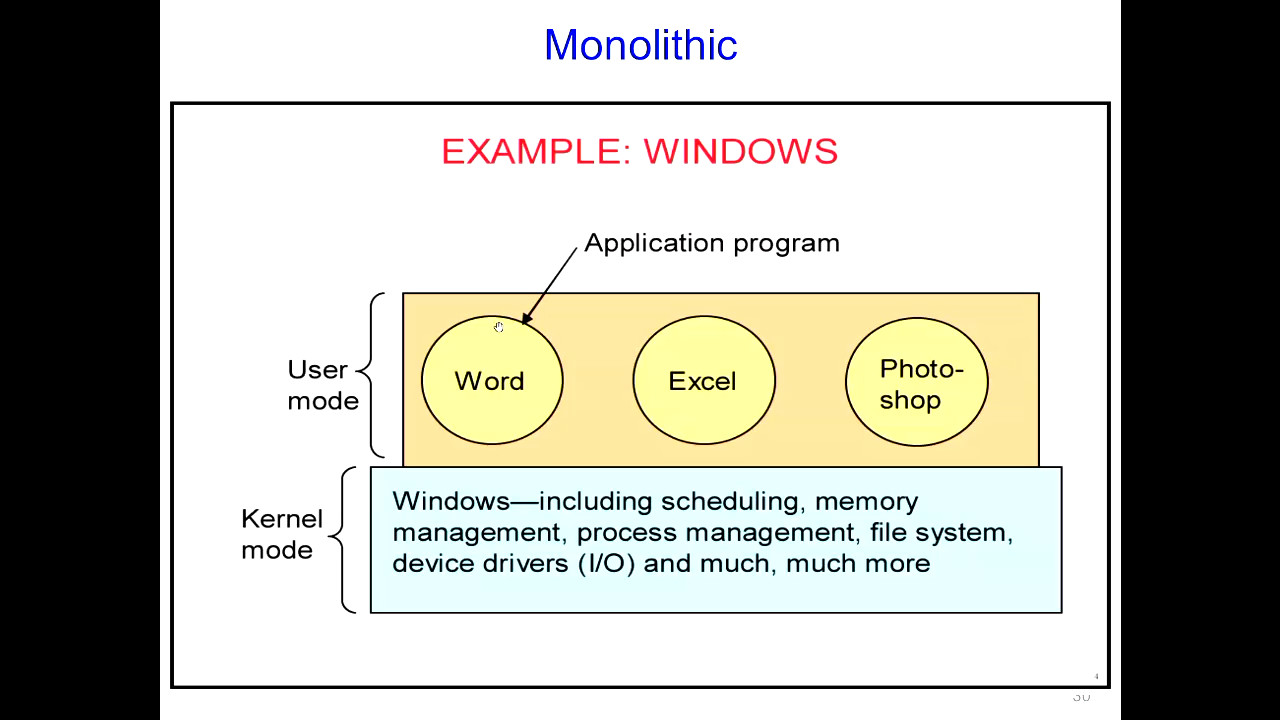 Monolithic
EXAMPLE: WINDOWS
Application program
User
mode
Word
Excel
Photo-
shop
Kernel
mode
Windows—including scheduling, memory
management, process management, file system,
device drivers (I/O) and much, much more
4
30